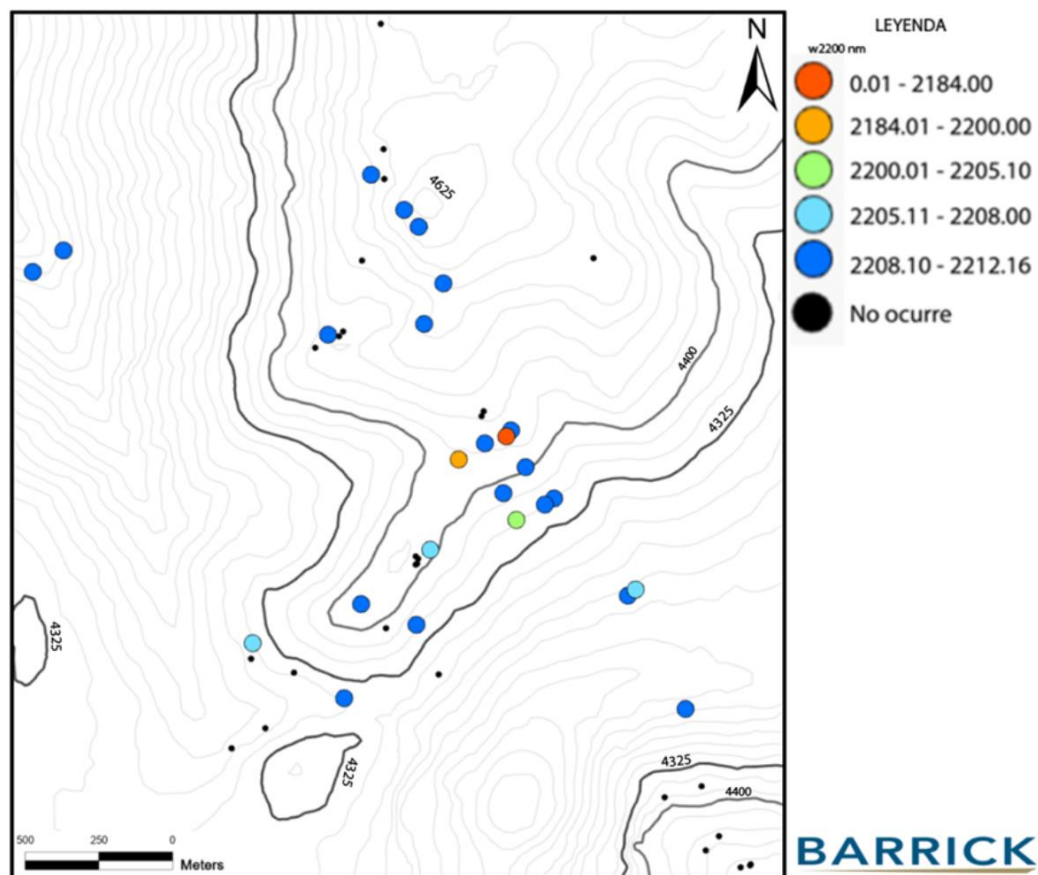 N
4625
4400
4325
4325
4325
4325
4400
500 250 0
Meters
LEYENDA
w2200 nm
0.01 - 2184.00
2184.01 - 2200.00
2200.01 - 2205.10
2205.11 - 2208.00
2208.10 - 2212.16
No ocurre
BARRICK